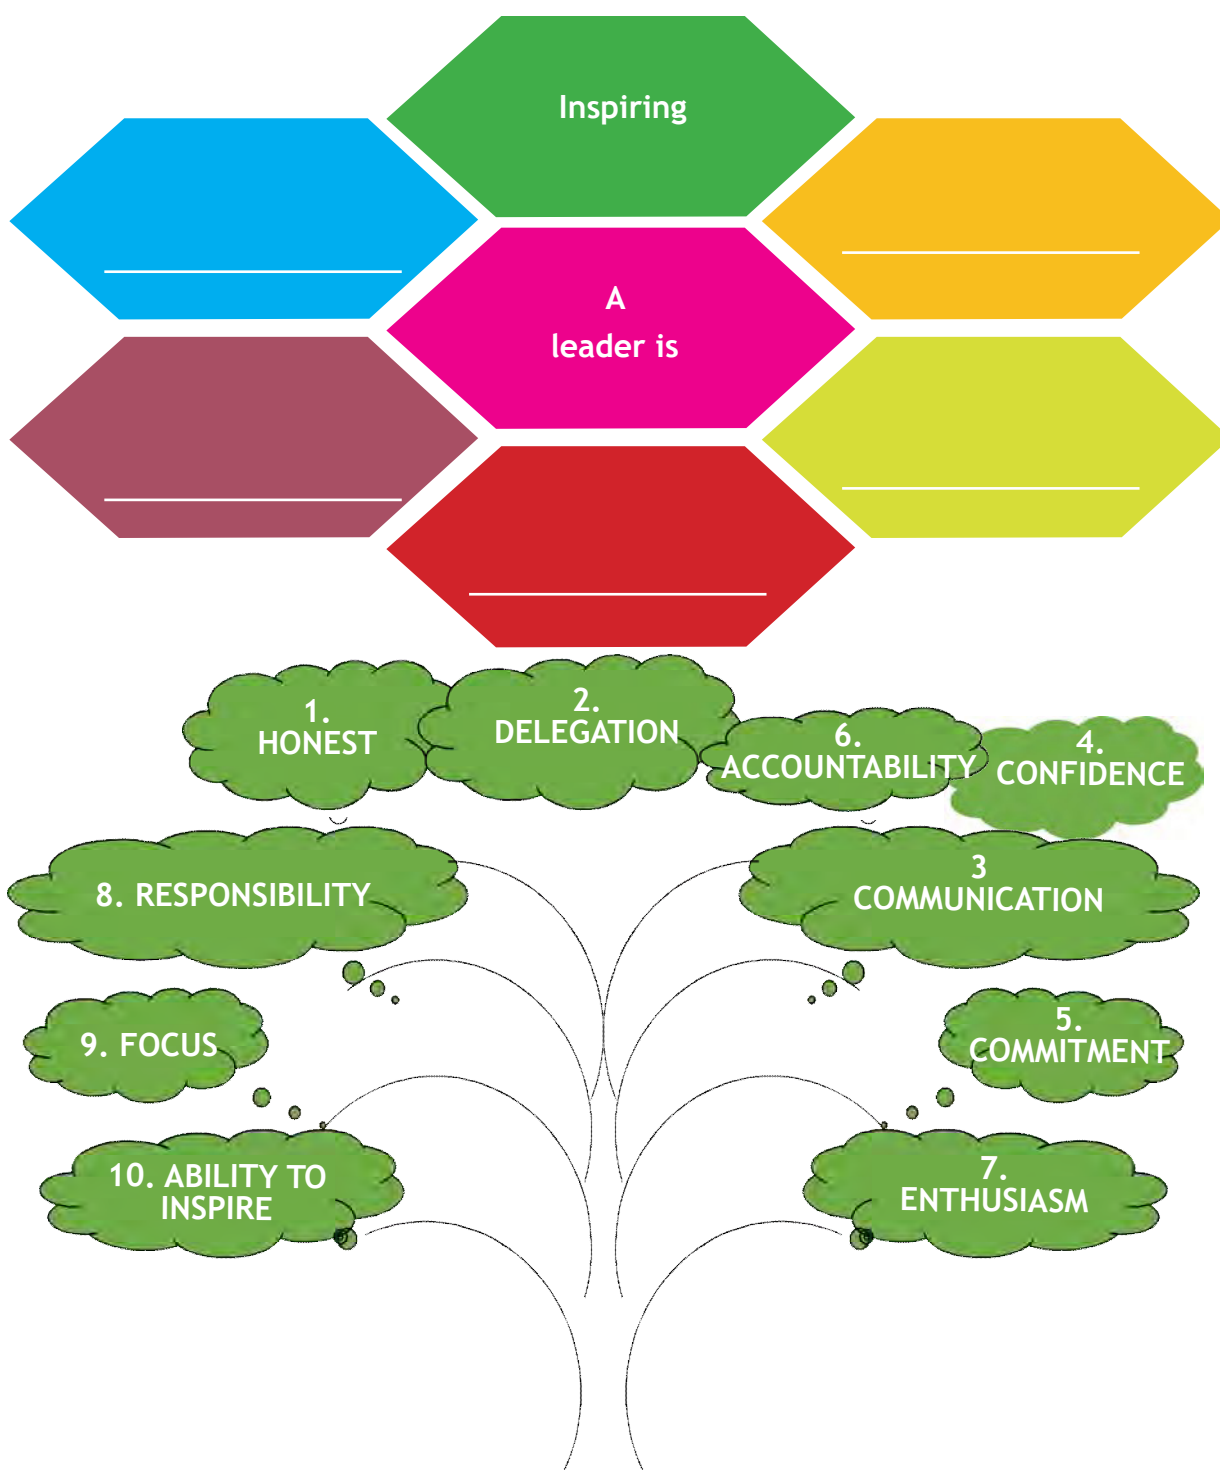 Inspiring
A
leader is
1.
HONEST
2.
DELEGATION
6.
ACCOUNTABILITY
4.
CONFIDENCE
8. RESPONSIBILITY
3
COMMUNICATION
9. FOCUS
5.
COMMITMENT
10. ABILITY TO
INSPIRE
7.
ENTHUSIASM